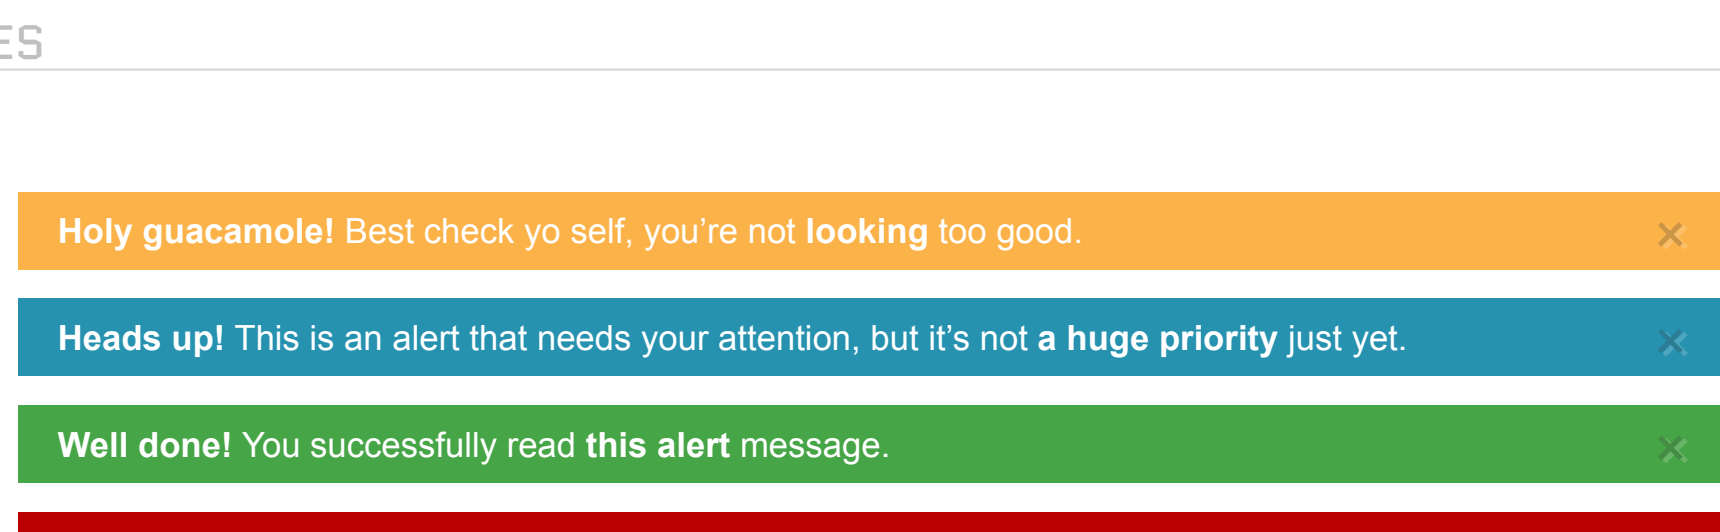 ES
Holy guacamole! Best check yo self, you’re not looking too good.
×
Heads up! This is an alert that needs your attention, but it’s not a huge priority just yet.
×
Well done! You successfully read this alert message.
×